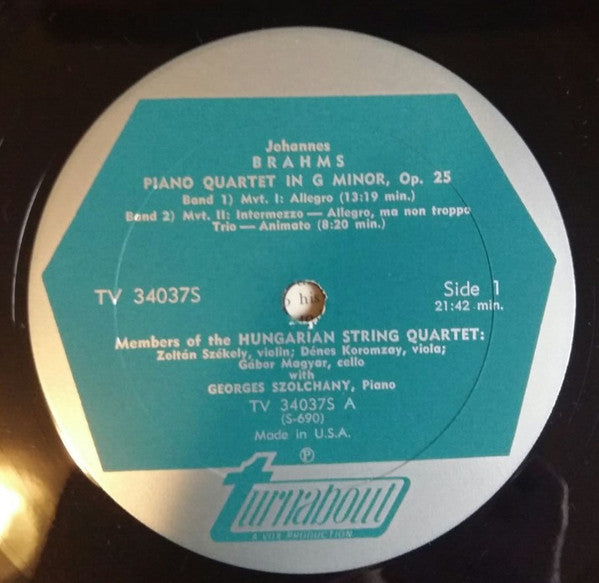 Johannes
BRAHMS
PIANO QUARTET IN G MINOR, Op. 25
Band 1) Mvt. I: Allegro (13:19 min.)
Band 2) Mvt. II: Intermezzo — Allegro, ma non troppo
Trio — Animato (8:20 min.)
TV 34037S
Side 1
21:42 min.
his
Members of the HUNGARIAN STRING QUARTET:
Zoltán Székely, violin; Dénes Koromzay, viola;
Gábor Magyar, cello
with
GEORGES SZOLCHANY, Piano
TV 34037S A
(S-690)
Made in U.S.A.
℗
turnabout
A VOX PRODUCTION